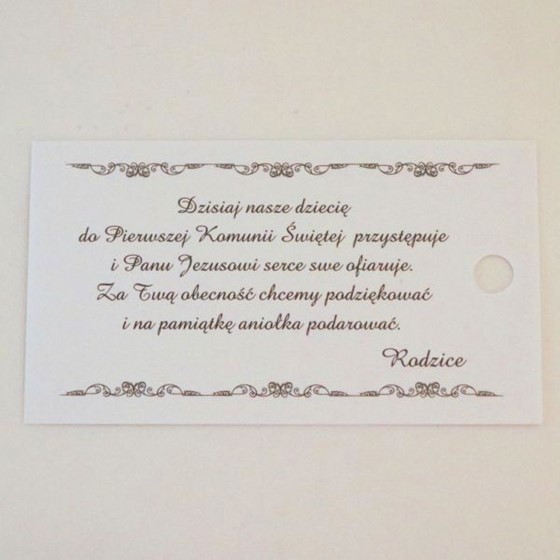 Dzisiaj nasze dziecię
do Pierwszej Komunii Świętej przystępuje
i Panu Jezusowi serce swe ofiaruje.
Za Twą obecność chcemy podziękować
i na pamiątkę aniołka podarować.
Rodzice